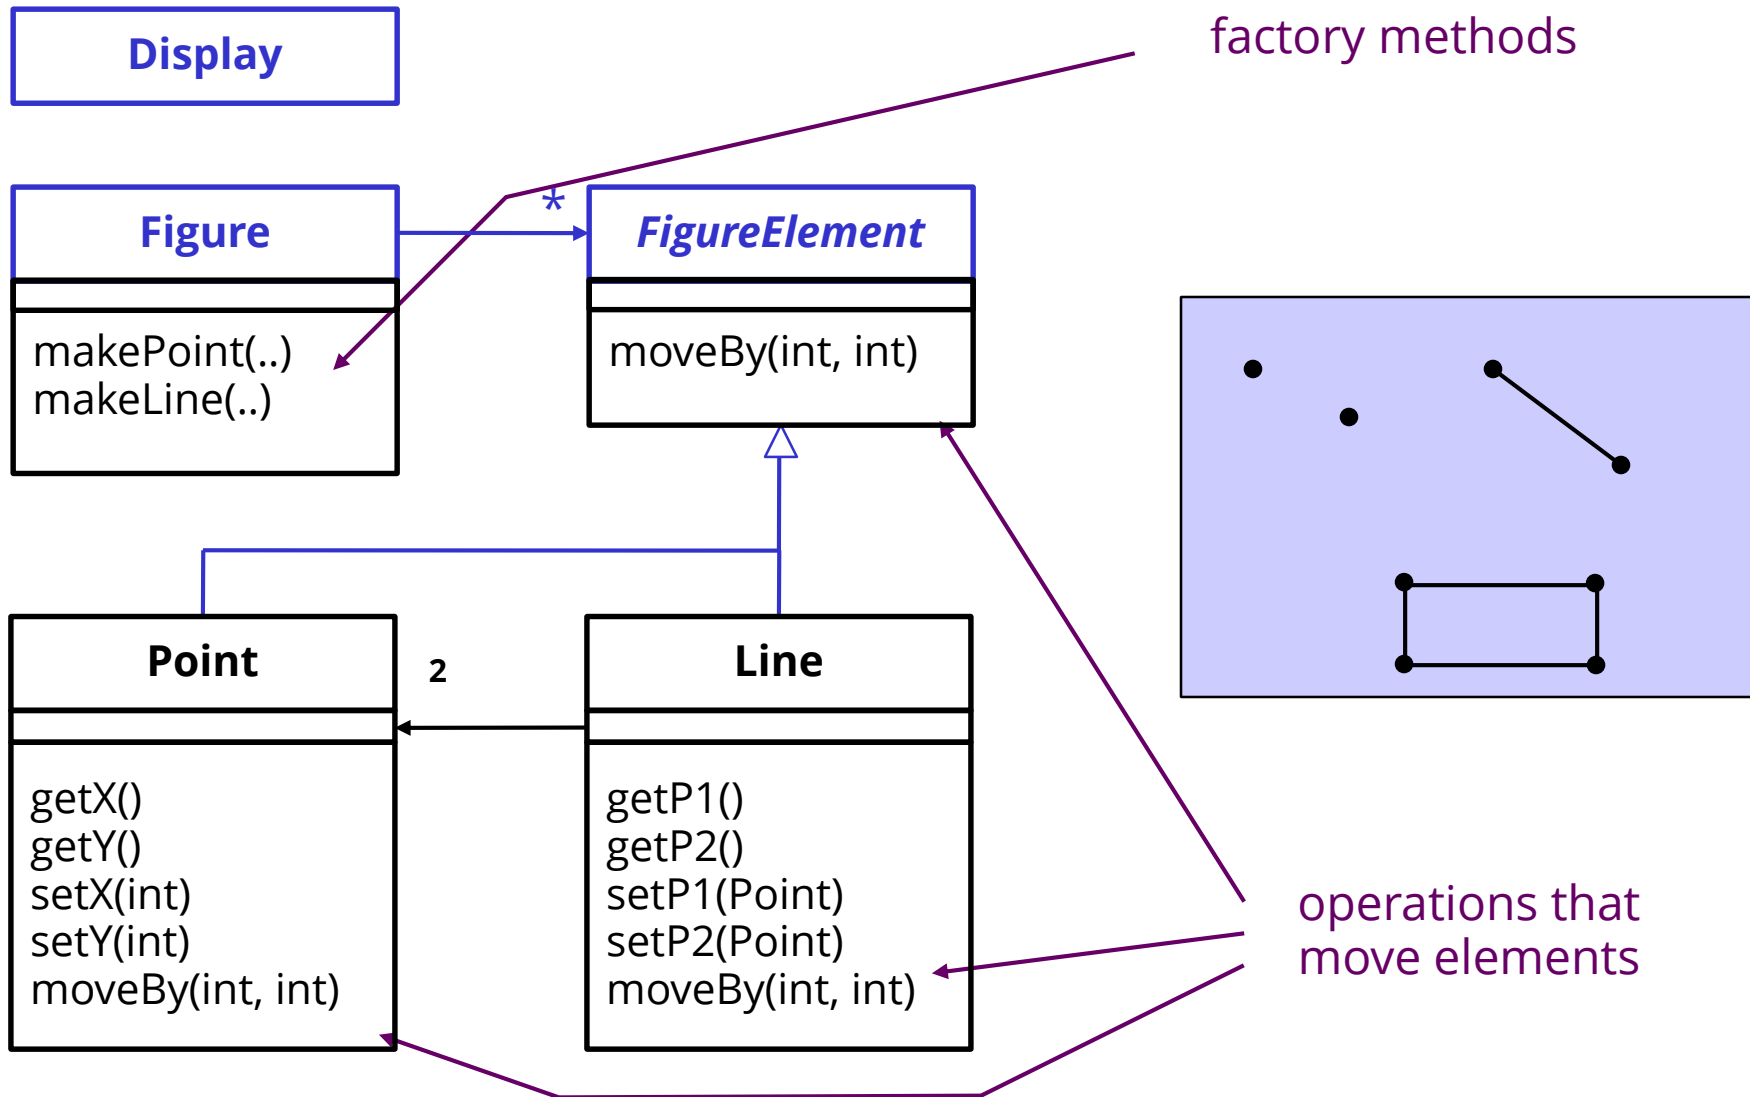 Display
factory methods
Figure
*
FigureElement
makePoint(..)
makeLine(..)
moveBy(int, int)
Point
2
Line
getX()
getY()
setX(int)
setY(int)
moveBy(int, int)
getP1()
getP2()
setP1(Point)
setP2(Point)
moveBy(int, int)
operations that
move elements